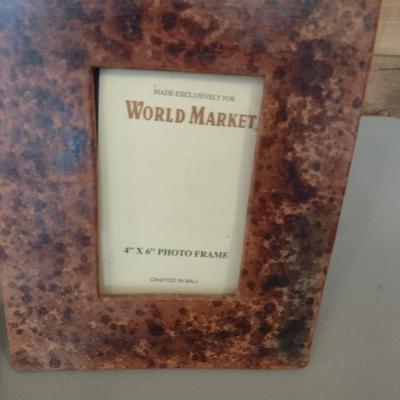 MADE EXCLUSIVELY FOR
WORLD MARKET
4" X 6" PHOTO FRAME
CRAFTED IN BALI